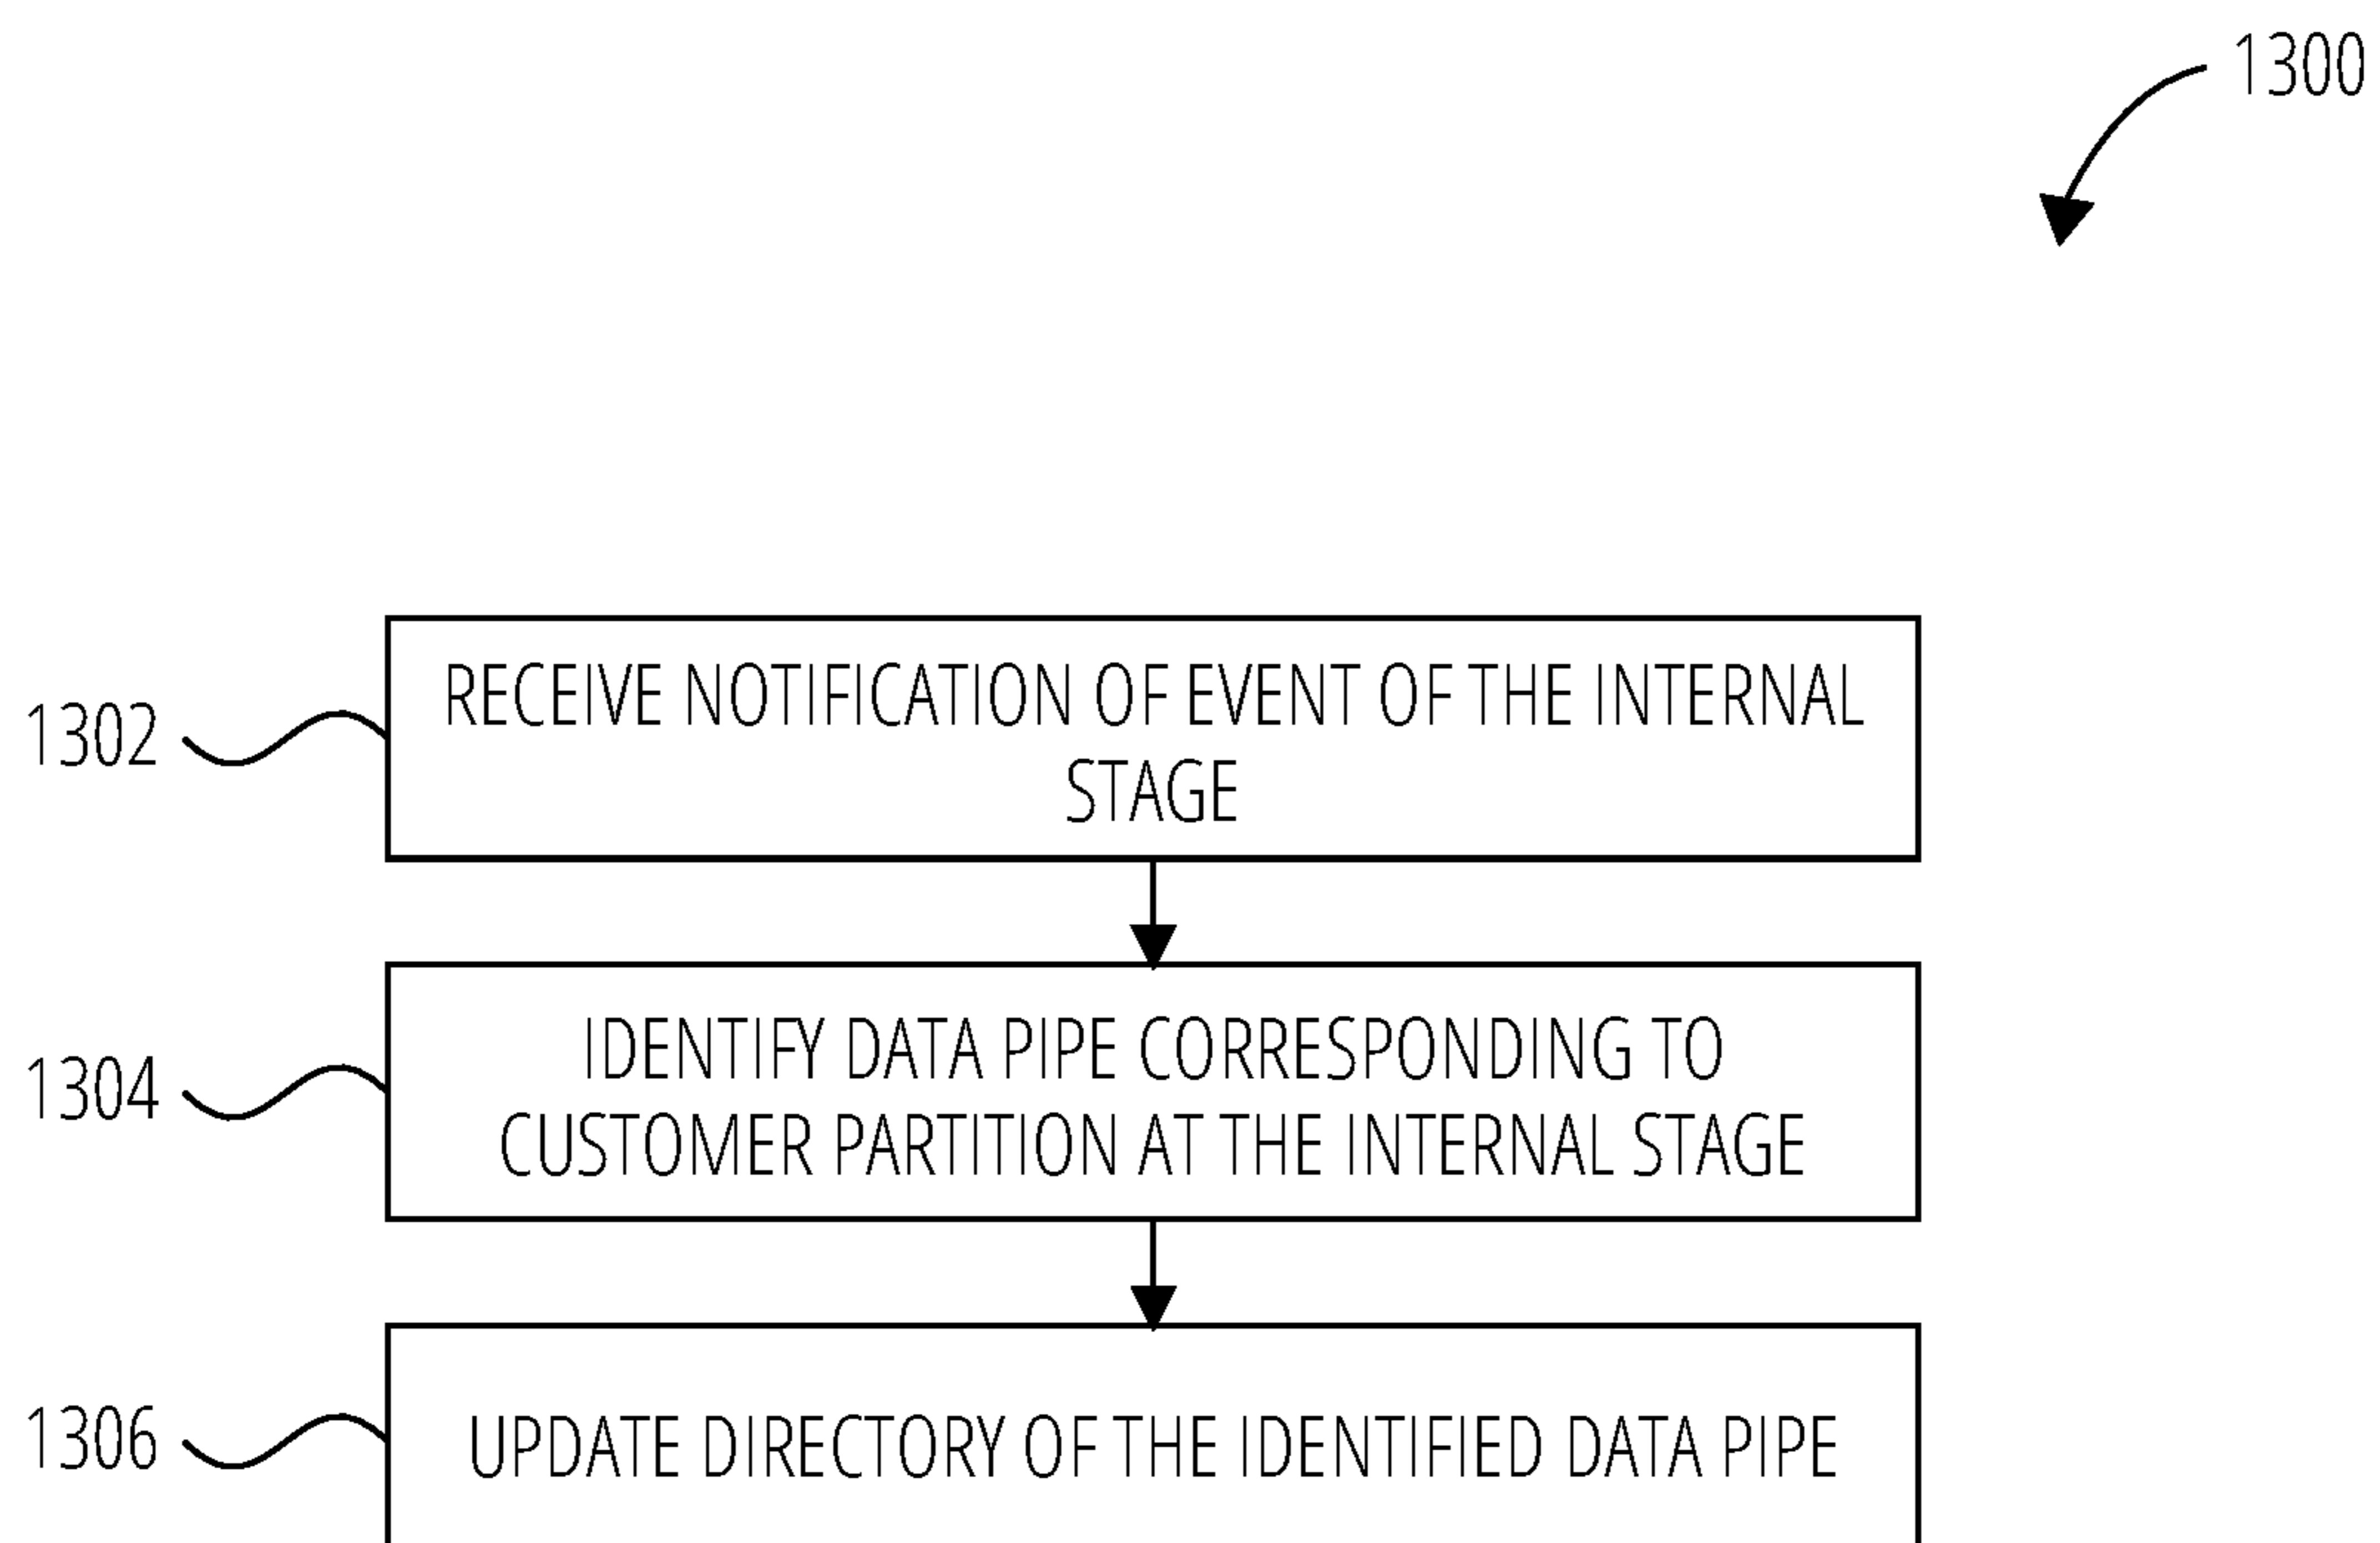 1300
1302
RECEIVE NOTIFICATION OF EVENT OF THE INTERNAL
STAGE
1304
IDENTIFY DATA PIPE CORRESPONDING TO
CUSTOMER PARTITION AT THE INTERNAL STAGE
1306
UPDATE DIRECTORY OF THE IDENTIFIED DATA PIPE